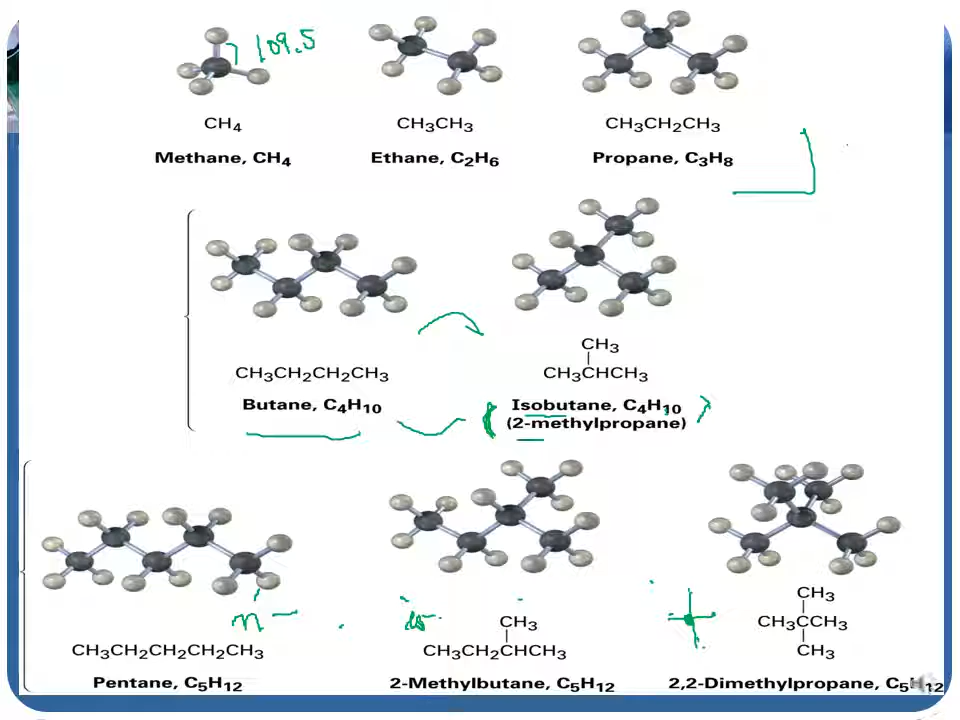 109.5
CH4 CH3CH3 CH3CH2CH3
Methane, CH4 Ethane, C2H6 Propane, C3H8
CH3
CH3CH2CH2CH3 CH3CHCH3
Butane, C4H10 Isobutane, C4H10
(2-methylpropane)
n-
CH3
CH3
CH3CCH3
CH3CH2CH2CH2CH3 CH3CH2CHCH3 CH3
Pentane, C5H12 2-Methylbutane, C5H12 2,2-Dimethylpropane, C5H12